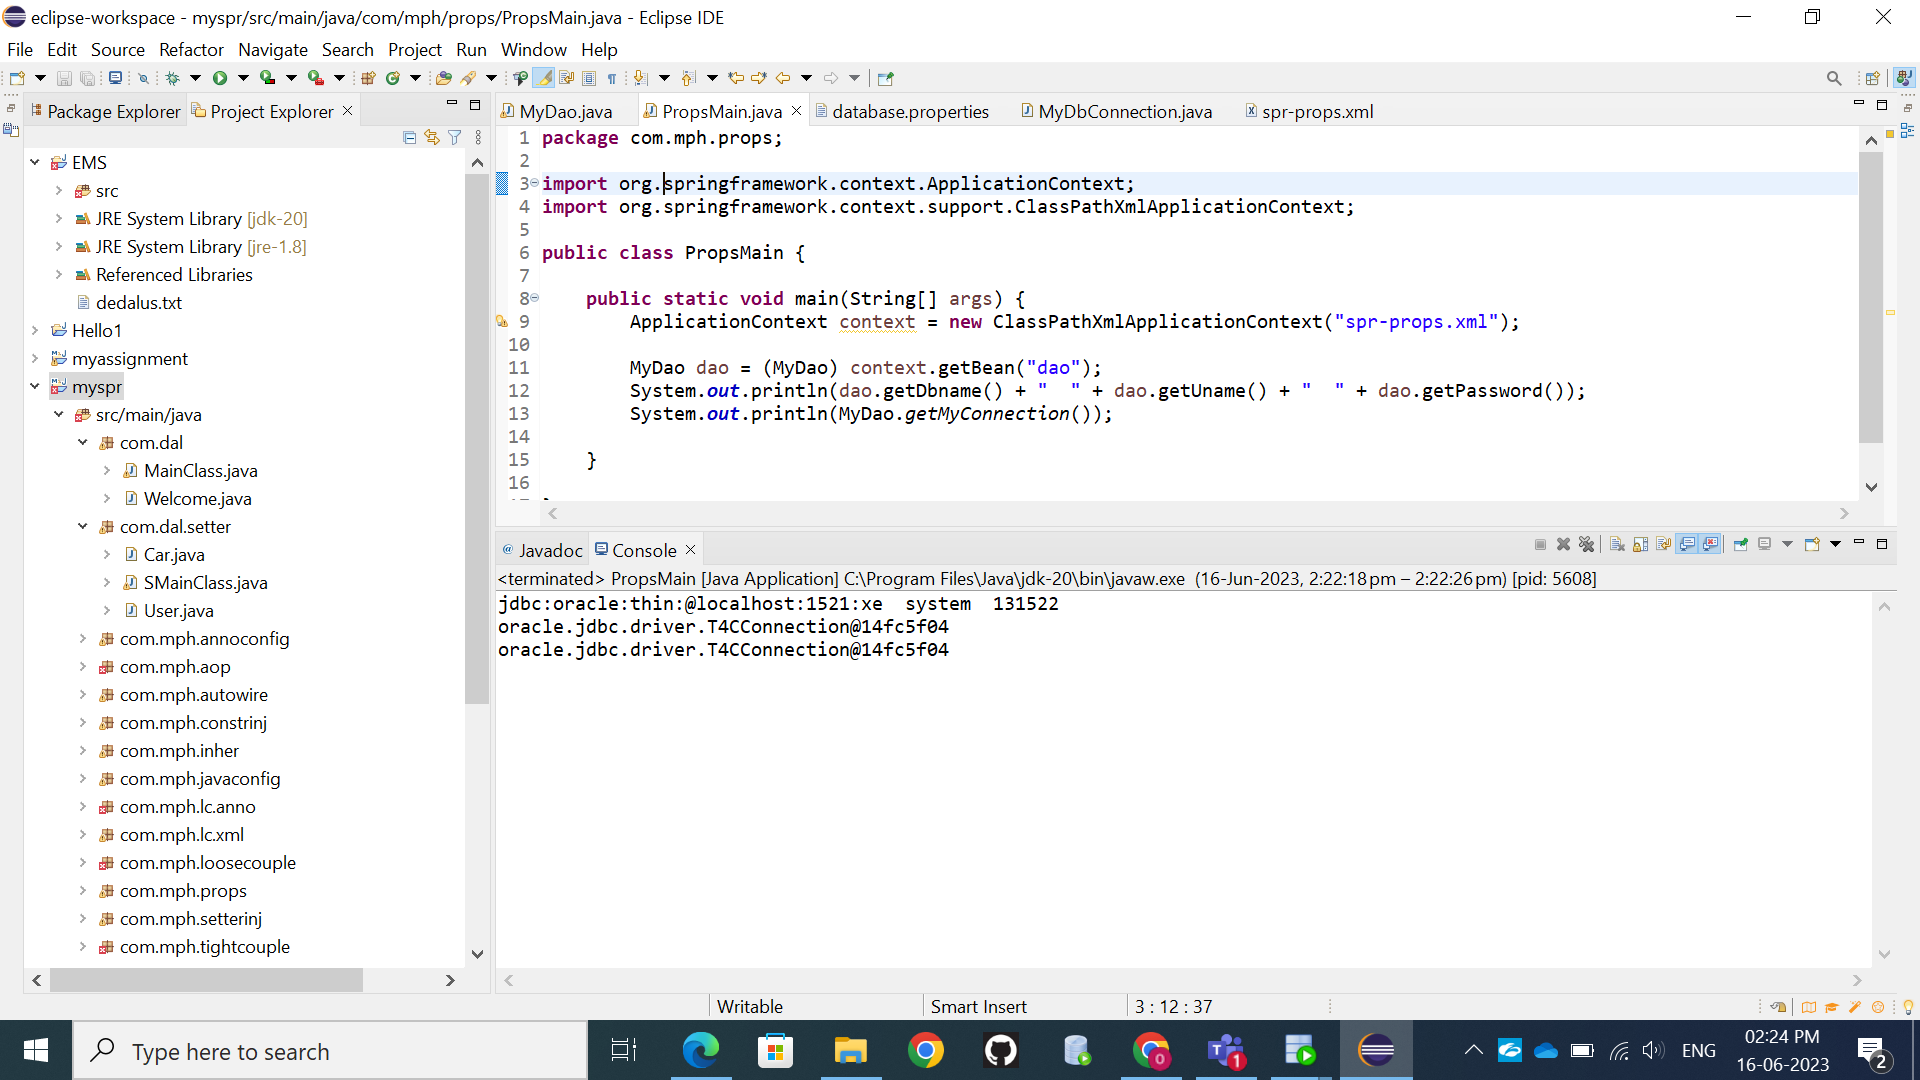 eclipse-workspace - myspr/src/main/java/com/mph/props/PropsMain.java - Eclipse IDE
File Edit Source Refactor Navigate Search Project Run Window Help
Package Explorer
Project Explorer
EMS
src
JRE System Library [jdk-20]
JRE System Library [jre-1.8]
Referenced Libraries
dedalus.txt
Hello1
myassignment
myspr
src/main/java
com.dal
MainClass.java
Welcome.java
com.dal.setter
Car.java
SMainClass.java
User.java
com.mph.annoconfig
com.mph.aop
com.mph.autowire
com.mph.constrinj
com.mph.inher
com.mph.javaconfig
com.mph.lc.anno
com.mph.lc.xml
com.mph.loosecouple
com.mph.props
com.mph.setterinj
com.mph.tightcouple
MyDao.java PropsMain.java database.properties MyDbConnection.java spr-props.xml
1 package com.mph.props;
2
3 import org.springframework.context.ApplicationContext;
4 import org.springframework.context.support.ClassPathXmlApplicationContext;
5
6 public class PropsMain {
7
8     public static void main(String[] args) {
9         ApplicationContext context = new ClassPathXmlApplicationContext("spr-props.xml");
10
11         MyDao dao = (MyDao) context.getBean("dao");
12         System.out.println(dao.getDbname() + "  " + dao.getUname() + "  " + dao.getPassword());
13         System.out.println(MyDao.getMyConnection());
14
15     }
16
@ Javadoc Console
<terminated> PropsMain [Java Application] C:\Program Files\Java\jdk-20\bin\javaw.exe (16-Jun-2023, 2:22:18 pm – 2:22:26 pm) [pid: 5608]
jdbc:oracle:thin:@localhost:1521:xe  system  131522
oracle.jdbc.driver.T4CConnection@14fc5f04
oracle.jdbc.driver.T4CConnection@14fc5f04
Writable Smart Insert 3 : 12 : 37
Type here to search
ENG
02:24 PM
16-06-2023
2